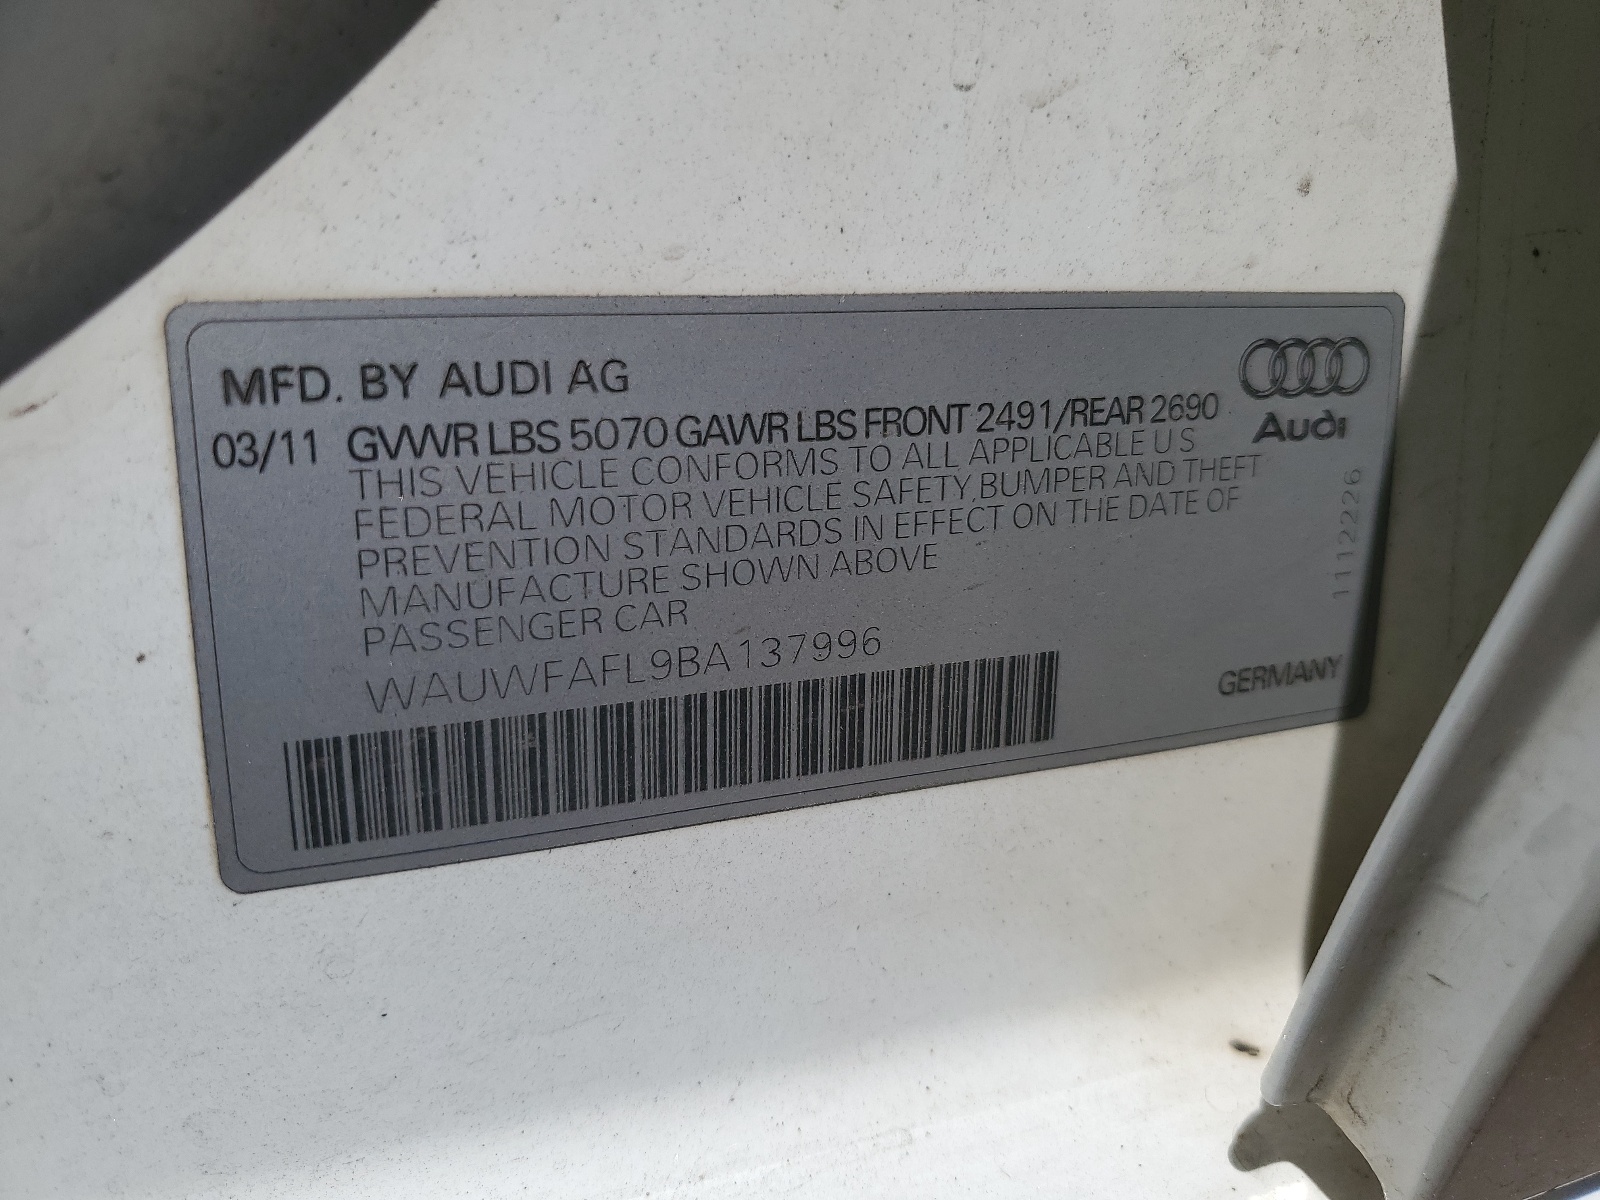 MFD. BY AUDI AG
03/11 GVWR LBS 5070 GAWR LBS FRONT 2491/REAR 2690
THIS VEHICLE CONFORMS TO ALL APPLICABLE U S
FEDERAL MOTOR VEHICLE SAFETY, BUMPER AND THEFT
PREVENTION STANDARDS IN EFFECT ON THE DATE OF
MANUFACTURE SHOWN ABOVE
PASSENGER CAR
WAUWFAFL9BA137996
Audi
1112226
GERMANY